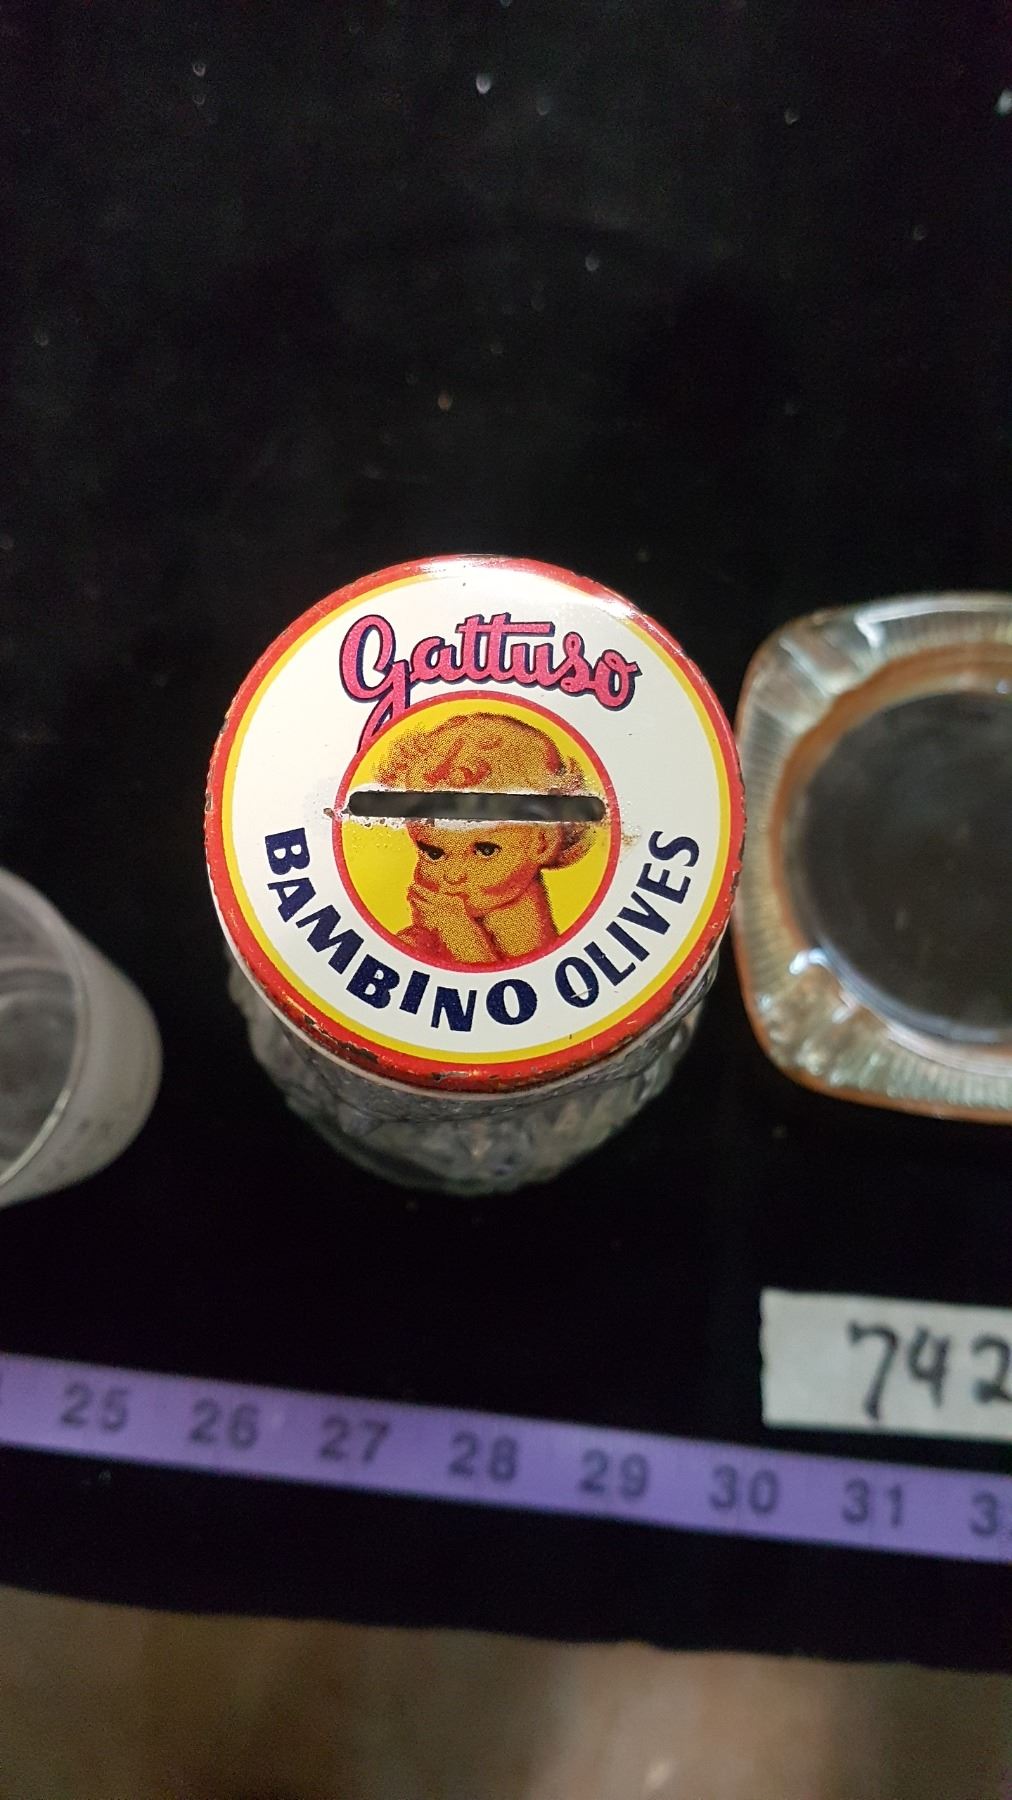 Gattuso
BAMBINO OLIVES
742
25 26 27 28 29 30 31